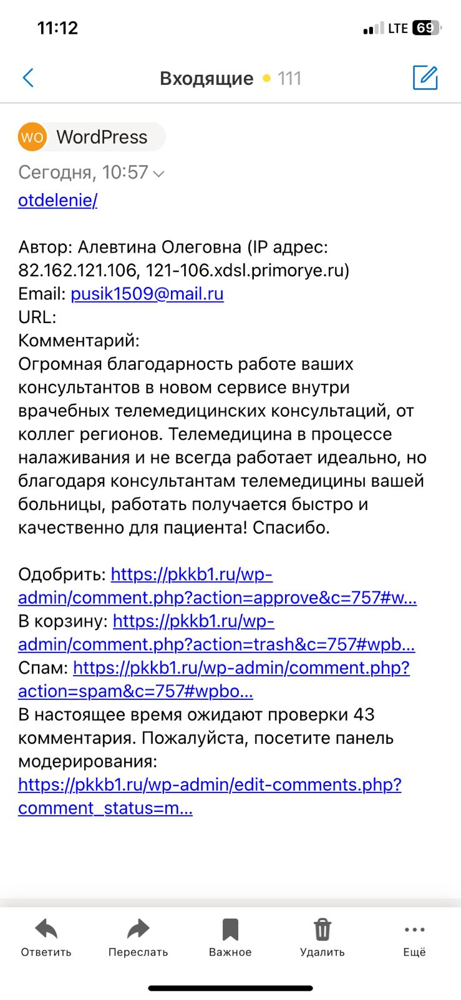 11:12
LTE 69
Входящие 111
WO WordPress
Сегодня, 10:57
otdelenie/
Автор: Алевтина Олеговна (IP адрес:
82.162.121.106, 121-106.xdsl.primorye.ru)
Email: pusik1509@mail.ru
URL:
Комментарий:
Огромная благодарность работе ваших
консультантов в новом сервисе внутри
врачебных телемедицинских консультаций, от
коллег регионов. Телемедицина в процессе
налаживания и не всегда работает идеально, но
благодаря консультантам телемедицины вашей
больницы, работать получается быстро и
качественно для пациента! Спасибо.
Одобрить: https://pkkb1.ru/wp-
admin/comment.php?action=approve&c=757#w...
В корзину: https://pkkb1.ru/wp-
admin/comment.php?action=trash&c=757#wpb...
Спам: https://pkkb1.ru/wp-admin/comment.php?
action=spam&c=757#wpbo...
В настоящее время ожидают проверки 43
комментария. Пожалуйста, посетите панель
модерирования:
https://pkkb1.ru/wp-admin/edit-comments.php?
comment_status=m...
Ответить Переслать Важное Удалить Ещё